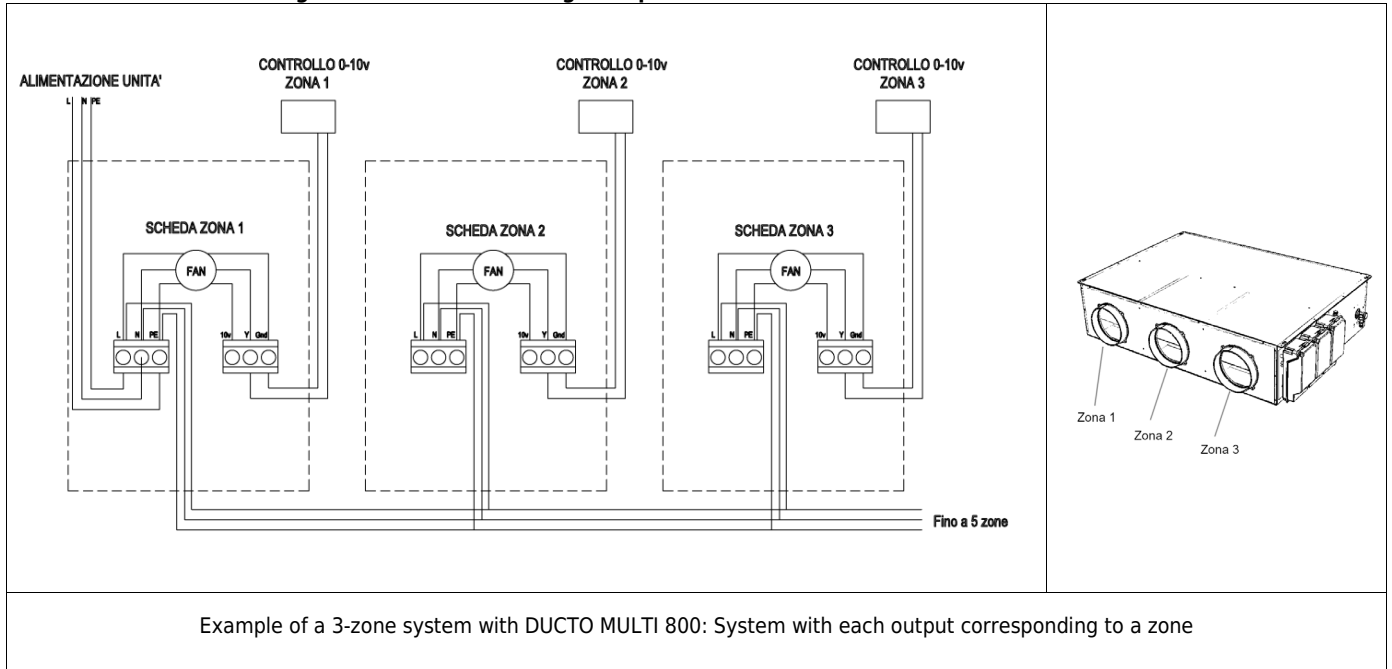 ALIMENTAZIONE UNITA'
L N PE
CONTROLLO 0-10v
ZONA 1
CONTROLLO 0-10v
ZONA 2
CONTROLLO 0-10v
ZONA 3
SCHEDA ZONA 1
FAN
L N PE
10v Y Gnd
SCHEDA ZONA 2
FAN
L N PE
10v Y Gnd
SCHEDA ZONA 3
FAN
L N PE
10v Y Gnd
Fino a 5 zone
Zona 1
Zona 2
Zona 3
Example of a 3-zone system with DUCTO MULTI 800: System with each output corresponding to a zone